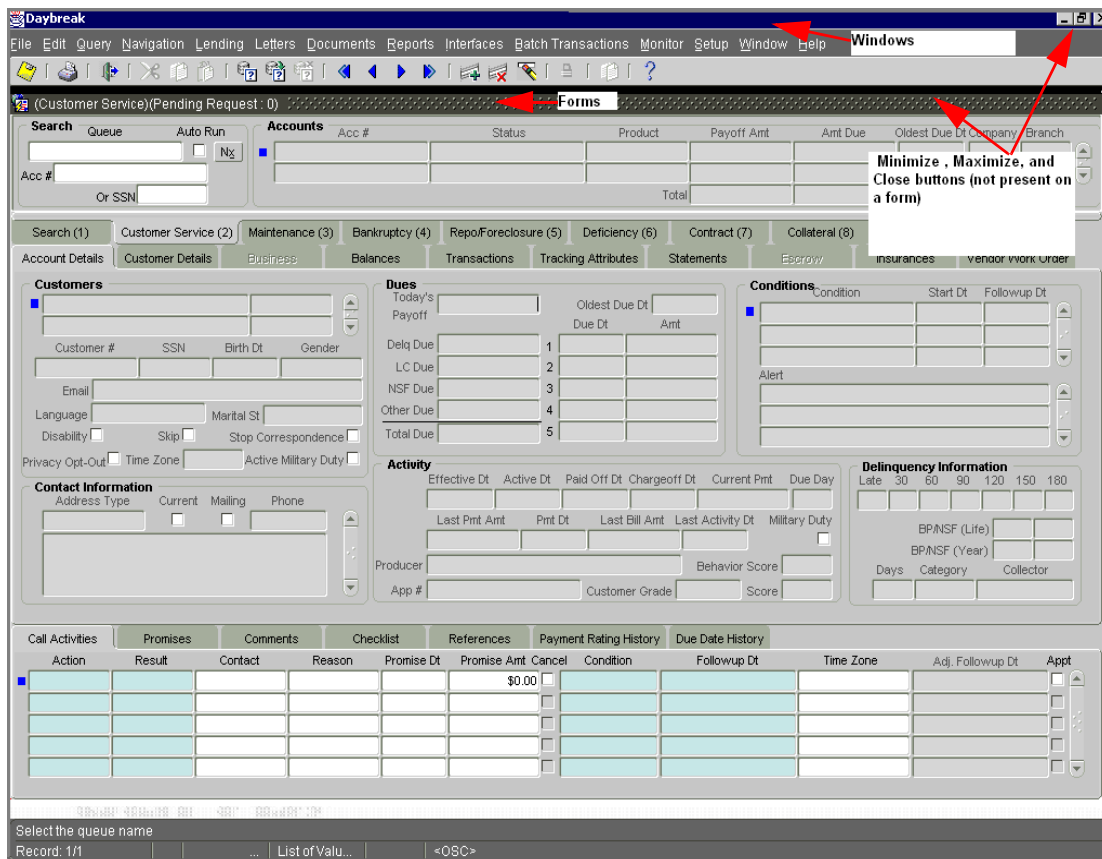 Daybreak
File Edit Query Navigation Lending Letters Documents Reports Interfaces Batch Transactions Monitor Setup Window Help
Windows
(Customer Service)(Pending Request : 0)
Forms
Minimize , Maximize, and
Close buttons (not present on
a form)
Search
Queue Auto Run
Nx
Acc #
Or SSN
Accounts
Acc # Status Product Payoff Amt Amt Due Oldest Due Dt Company Branch
Total
Search (1) Customer Service (2) Maintenance (3) Bankruptcy (4) Repo/Foreclosure (5) Deficiency (6) Contract (7) Collateral (8)
Account Details Customer Details Business Balances Transactions Tracking Attributes Statements Escrow Insurances Vendor Work Order
Customers
Customer # SSN Birth Dt Gender
Email
Language Marital St
Disability Skip Stop Correspondence
Privacy Opt-Out Time Zone Active Military Duty
Contact Information
Address Type Current Mailing Phone
Dues
Today's
Payoff
Oldest Due Dt
Due Dt Amt
Delq Due 1
LC Due 2
NSF Due 3
Other Due 4
Total Due 5
Conditions
Condition Start Dt Followup Dt
Alert
Activity
Effective Dt Active Dt Paid Off Dt Chargeoff Dt Current Pmt Due Day
Last Pmt Amt Pmt Dt Last Bill Amt Last Activity Dt Military Duty
Producer Behavior Score
App # Customer Grade Score
Delinquency Information
Late 30 60 90 120 150 180
BP/NSF (Life)
BP/NSF (Year)
Days Category Collector
Call Activities Promises Comments Checklist References Payment Rating History Due Date History
Action Result Contact Reason Promise Dt Promise Amt Cancel Condition Followup Dt Time Zone Adj. Followup Dt Appt
$0.00
Select the queue name
Record: 1/1 ... List of Valu... <OSC>